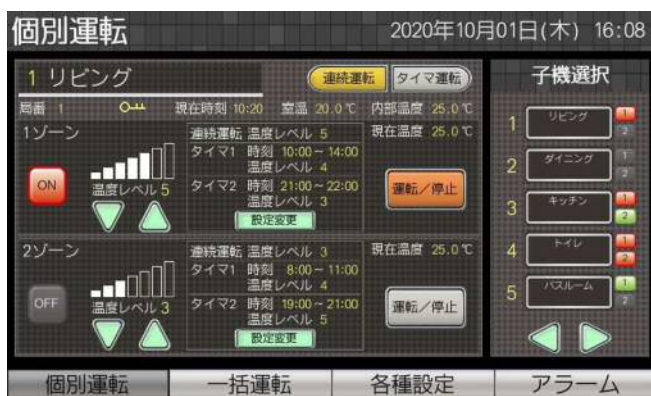 個別運転 2020年10月01日(木) 16:08
1 リビング 連続運転 タイマ運転
局番 1 現在時刻 10:20 室温 20.0℃ 内部温度 25.0℃
1ゾーン 連続運転 温度レベル 5 現在温度 25.0℃
タイマ1 時刻 10:00~14:00
温度レベル 4
ON 温度レベル 5 タイマ2 時刻 21:00~22:00 運転/停止
温度レベル 3
設定変更
2ゾーン 連続運転 温度レベル 3 現在温度 25.0℃
タイマ1 時刻 8:00~11:00
温度レベル 4
OFF 温度レベル 3 タイマ2 時刻 19:00~21:00 運転/停止
温度レベル 5
設定変更
子機選択
1 リビング 1
2
2 ダイニング 1
2
3 キッチン 1
2
4 トイレ 1
2
5 バスルーム 1
2
個別運転 一括運転 各種設定 アラーム